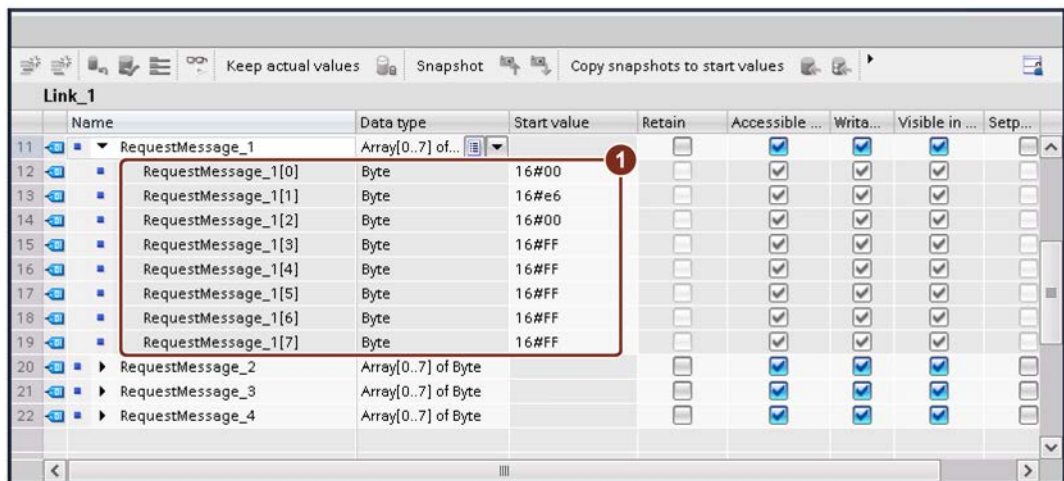 Keep actual values Snapshot Copy snapshots to start values
Link_1
Name Data type Start value Retain Accessible ... Writa... Visible in ... Setp...
11 RequestMessage_1 Array[0..7] of...
1
12 RequestMessage_1[0] Byte 16#00
13 RequestMessage_1[1] Byte 16#e6
14 RequestMessage_1[2] Byte 16#00
15 RequestMessage_1[3] Byte 16#FF
16 RequestMessage_1[4] Byte 16#FF
17 RequestMessage_1[5] Byte 16#FF
18 RequestMessage_1[6] Byte 16#FF
19 RequestMessage_1[7] Byte 16#FF
20 RequestMessage_2 Array[0..7] of Byte
21 RequestMessage_3 Array[0..7] of Byte
22 RequestMessage_4 Array[0..7] of Byte